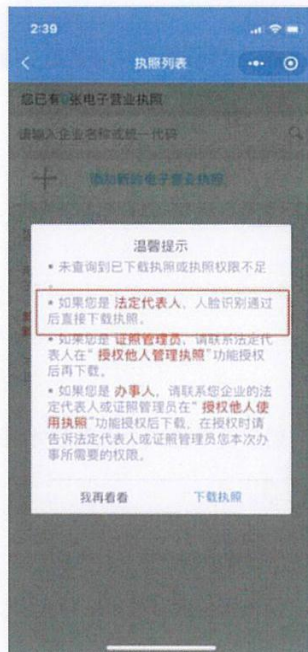 2:39
执照列表
您已有0张电子营业执照
请输入企业名称或统一代码
添加新的电子营业执照
温馨提示
• 未查询到已下载执照或执照权限不足
。
• 如果您是 法定代表人，人脸识别通过
后直接下载执照。
• 如果您是 证照管理员，请联系法定代
表人在“授权他人管理执照”功能授权
后再下载。
• 如果您是 办事人，请联系您企业的法
定代表人或证照管理员在“授权他人使
用执照”功能授权后下载，在授权时请
告诉法定代表人或证照管理员您本次办
事所需要的权限。
我再看看
下载执照